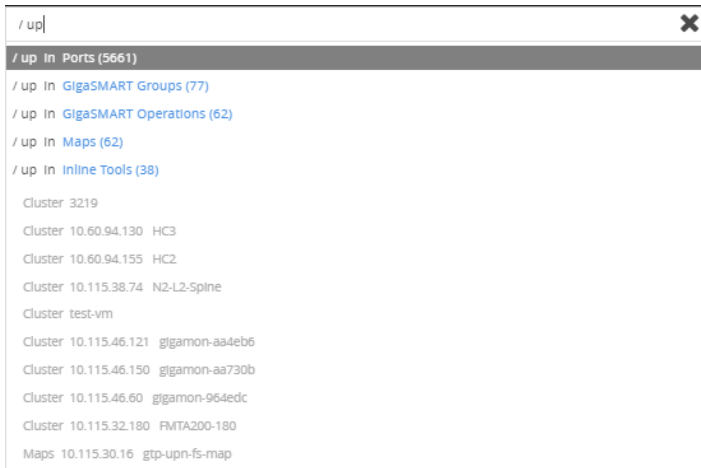 / up
/ up In Ports (5661)
/ up In GigaSMART Groups (77)
/ up In GigaSMART Operations (62)
/ up In Maps (62)
/ up In Inline Tools (38)
Cluster 3219
Cluster 10.60.94.130 HC3
Cluster 10.60.94.155 HC2
Cluster 10.115.38.74 N2-L2-Spine
Cluster test-vm
Cluster 10.115.46.121 gigamon-aa4eb6
Cluster 10.115.46.150 gigamon-aa730b
Cluster 10.115.46.60 gigamon-964edc
Cluster 10.115.32.180 FMTA200-180
Maps 10.115.30.16 gtp-upn-fs-map